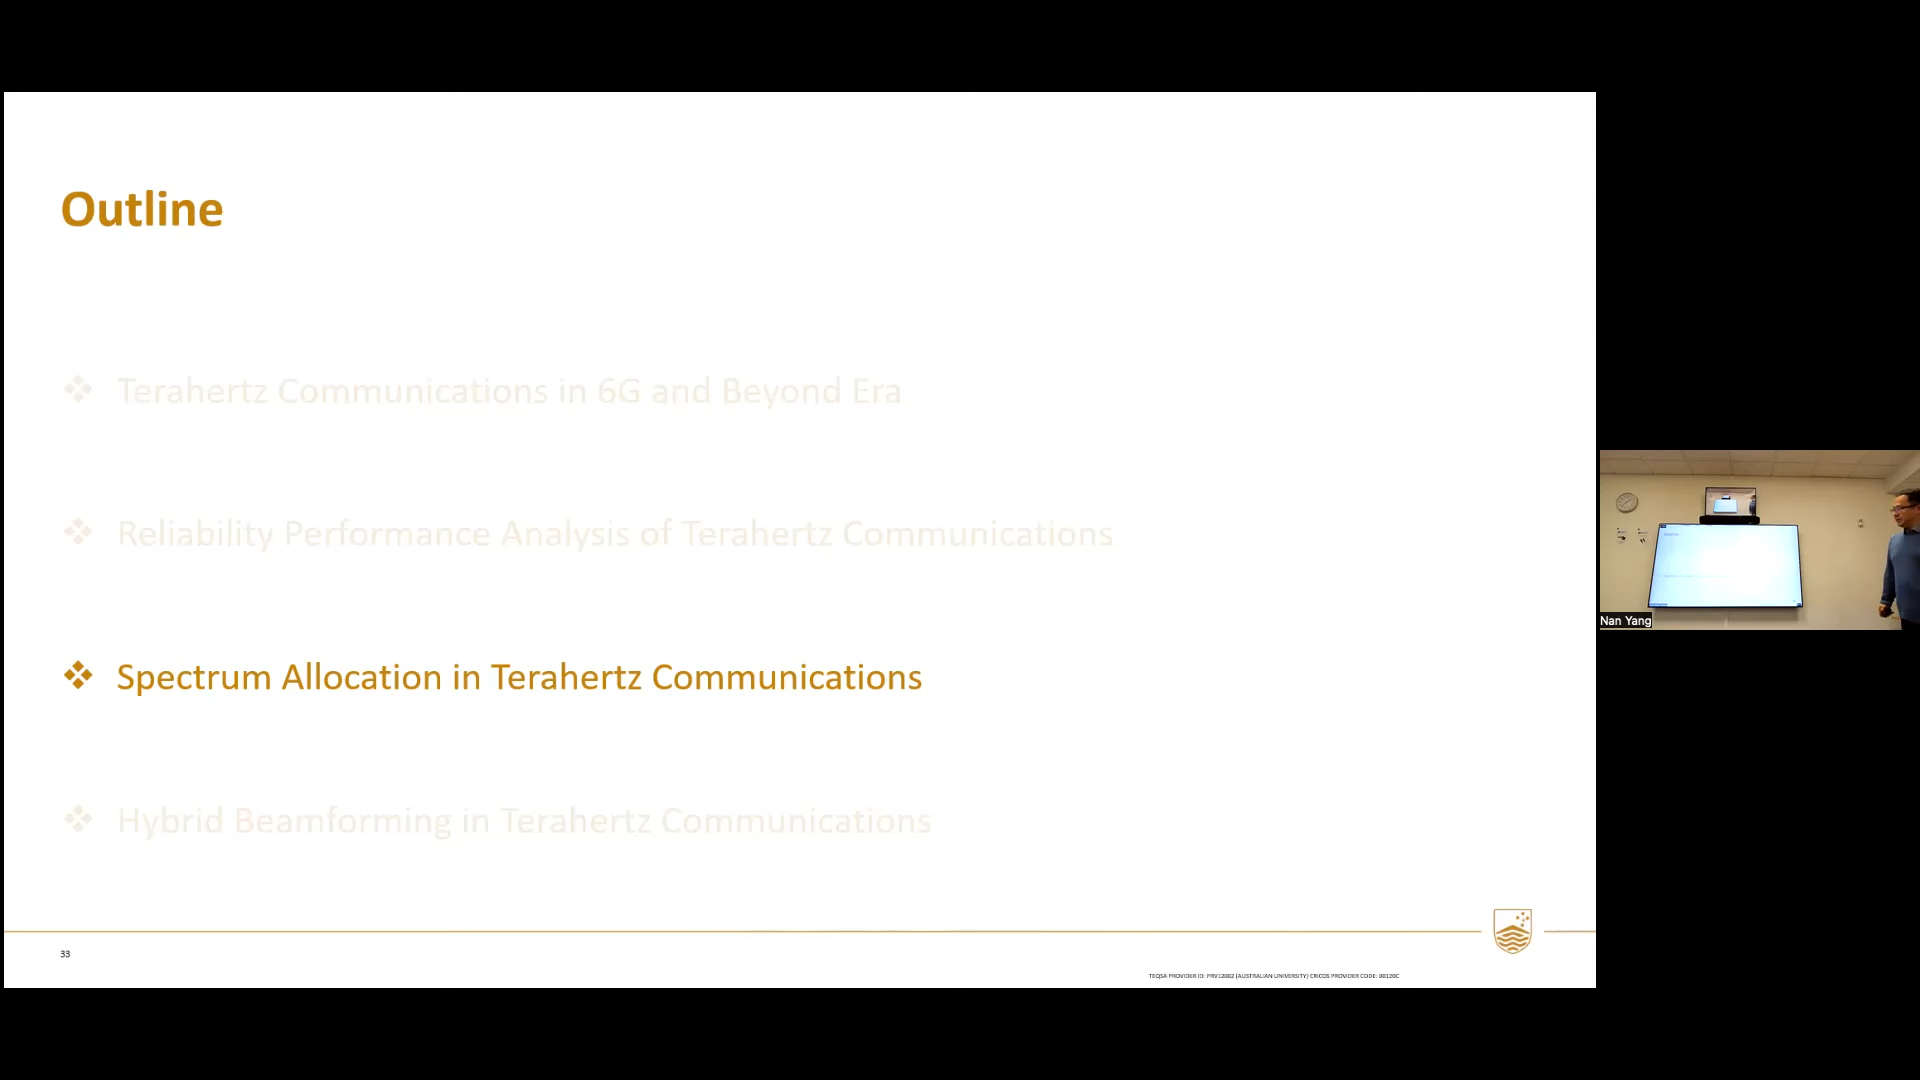 Outline
Terahertz Communications in 6G and Beyond Era
Reliability Performance Analysis of Terahertz Communications
Spectrum Allocation in Terahertz Communications
Hybrid Beamforming in Terahertz Communications
33
TEQSA PROVIDER ID: PRV12002 (AUSTRALIAN UNIVERSITY) CRICOS PROVIDER CODE: 00120C
Nan Yang